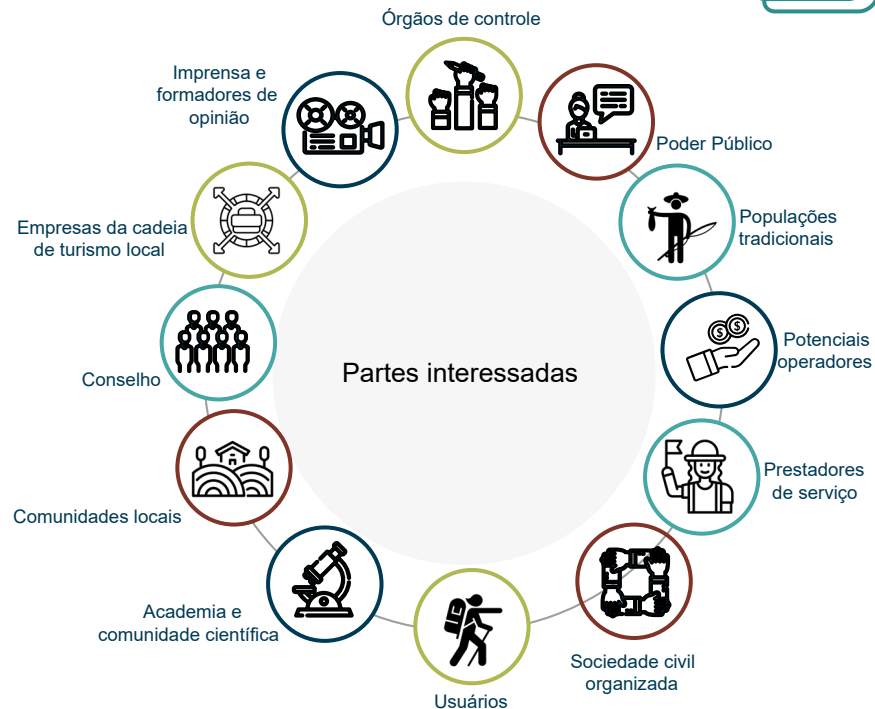 Órgãos de controle
Imprensa e
formadores de
opinião
Poder Público
Populações
tradicionais
Empresas da cadeia
de turismo local
Potenciais
operadores
Partes interessadas
Conselho
Prestadores
de serviço
Comunidades locais
Academia e
comunidade científica
Sociedade civil
organizada
Usuários